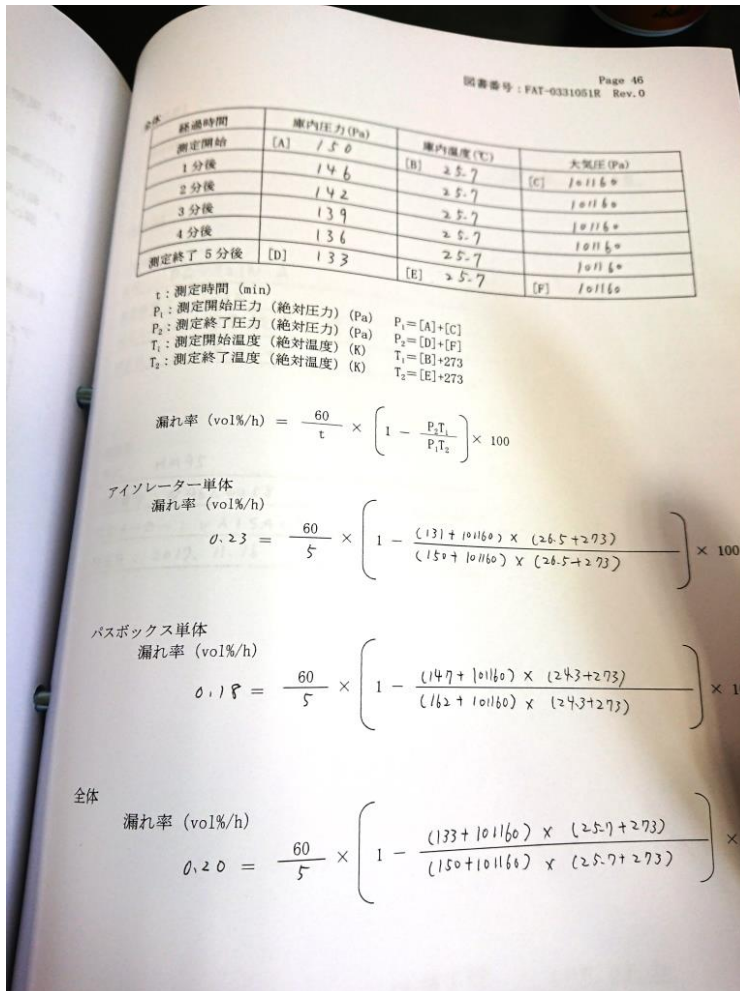 Page 46
図書番号：FAT-0331051R Rev.0
全体
経過時間 庫内圧力(Pa) 庫内温度(℃) 大気圧(Pa)
測定開始 [A] 150 [B] 25.7 [C] 101160
1分後 146 25.7 101160
2分後 142 25.7 101160
3分後 139 25.7 101160
4分後 136 25.7 101160
測定終了 5分後 [D] 133 [E] 25.7 [F] 101160
t：測定時間 (min)
P₁：測定開始圧力 (絶対圧力) (Pa) P₁=[A]+[C]
P₂：測定終了圧力 (絶対圧力) (Pa) P₂=[D]+[F]
T₁：測定開始温度 (絶対温度) (K) T₁=[B]+273
T₂：測定終了温度 (絶対温度) (K) T₂=[E]+273
漏れ率 (vol%/h) = 60/t × (1 - P₂T₁/P₁T₂) × 100
アイソレーター単体
漏れ率 (vol%/h)
0.23 = 60/5 × (1 - (131+101160)×(26.5+273)/(150+101160)×(26.5+273)) × 100
パスボックス単体
漏れ率 (vol%/h)
0.18 = 60/5 × (1 - (147+101160)×(24.3+273)/(162+101160)×(24.3+273)) × 1
全体
漏れ率 (vol%/h)
0.20 = 60/5 × (1 - (133+101160)×(25.7+273)/(150+101160)×(25.7+273)) ×